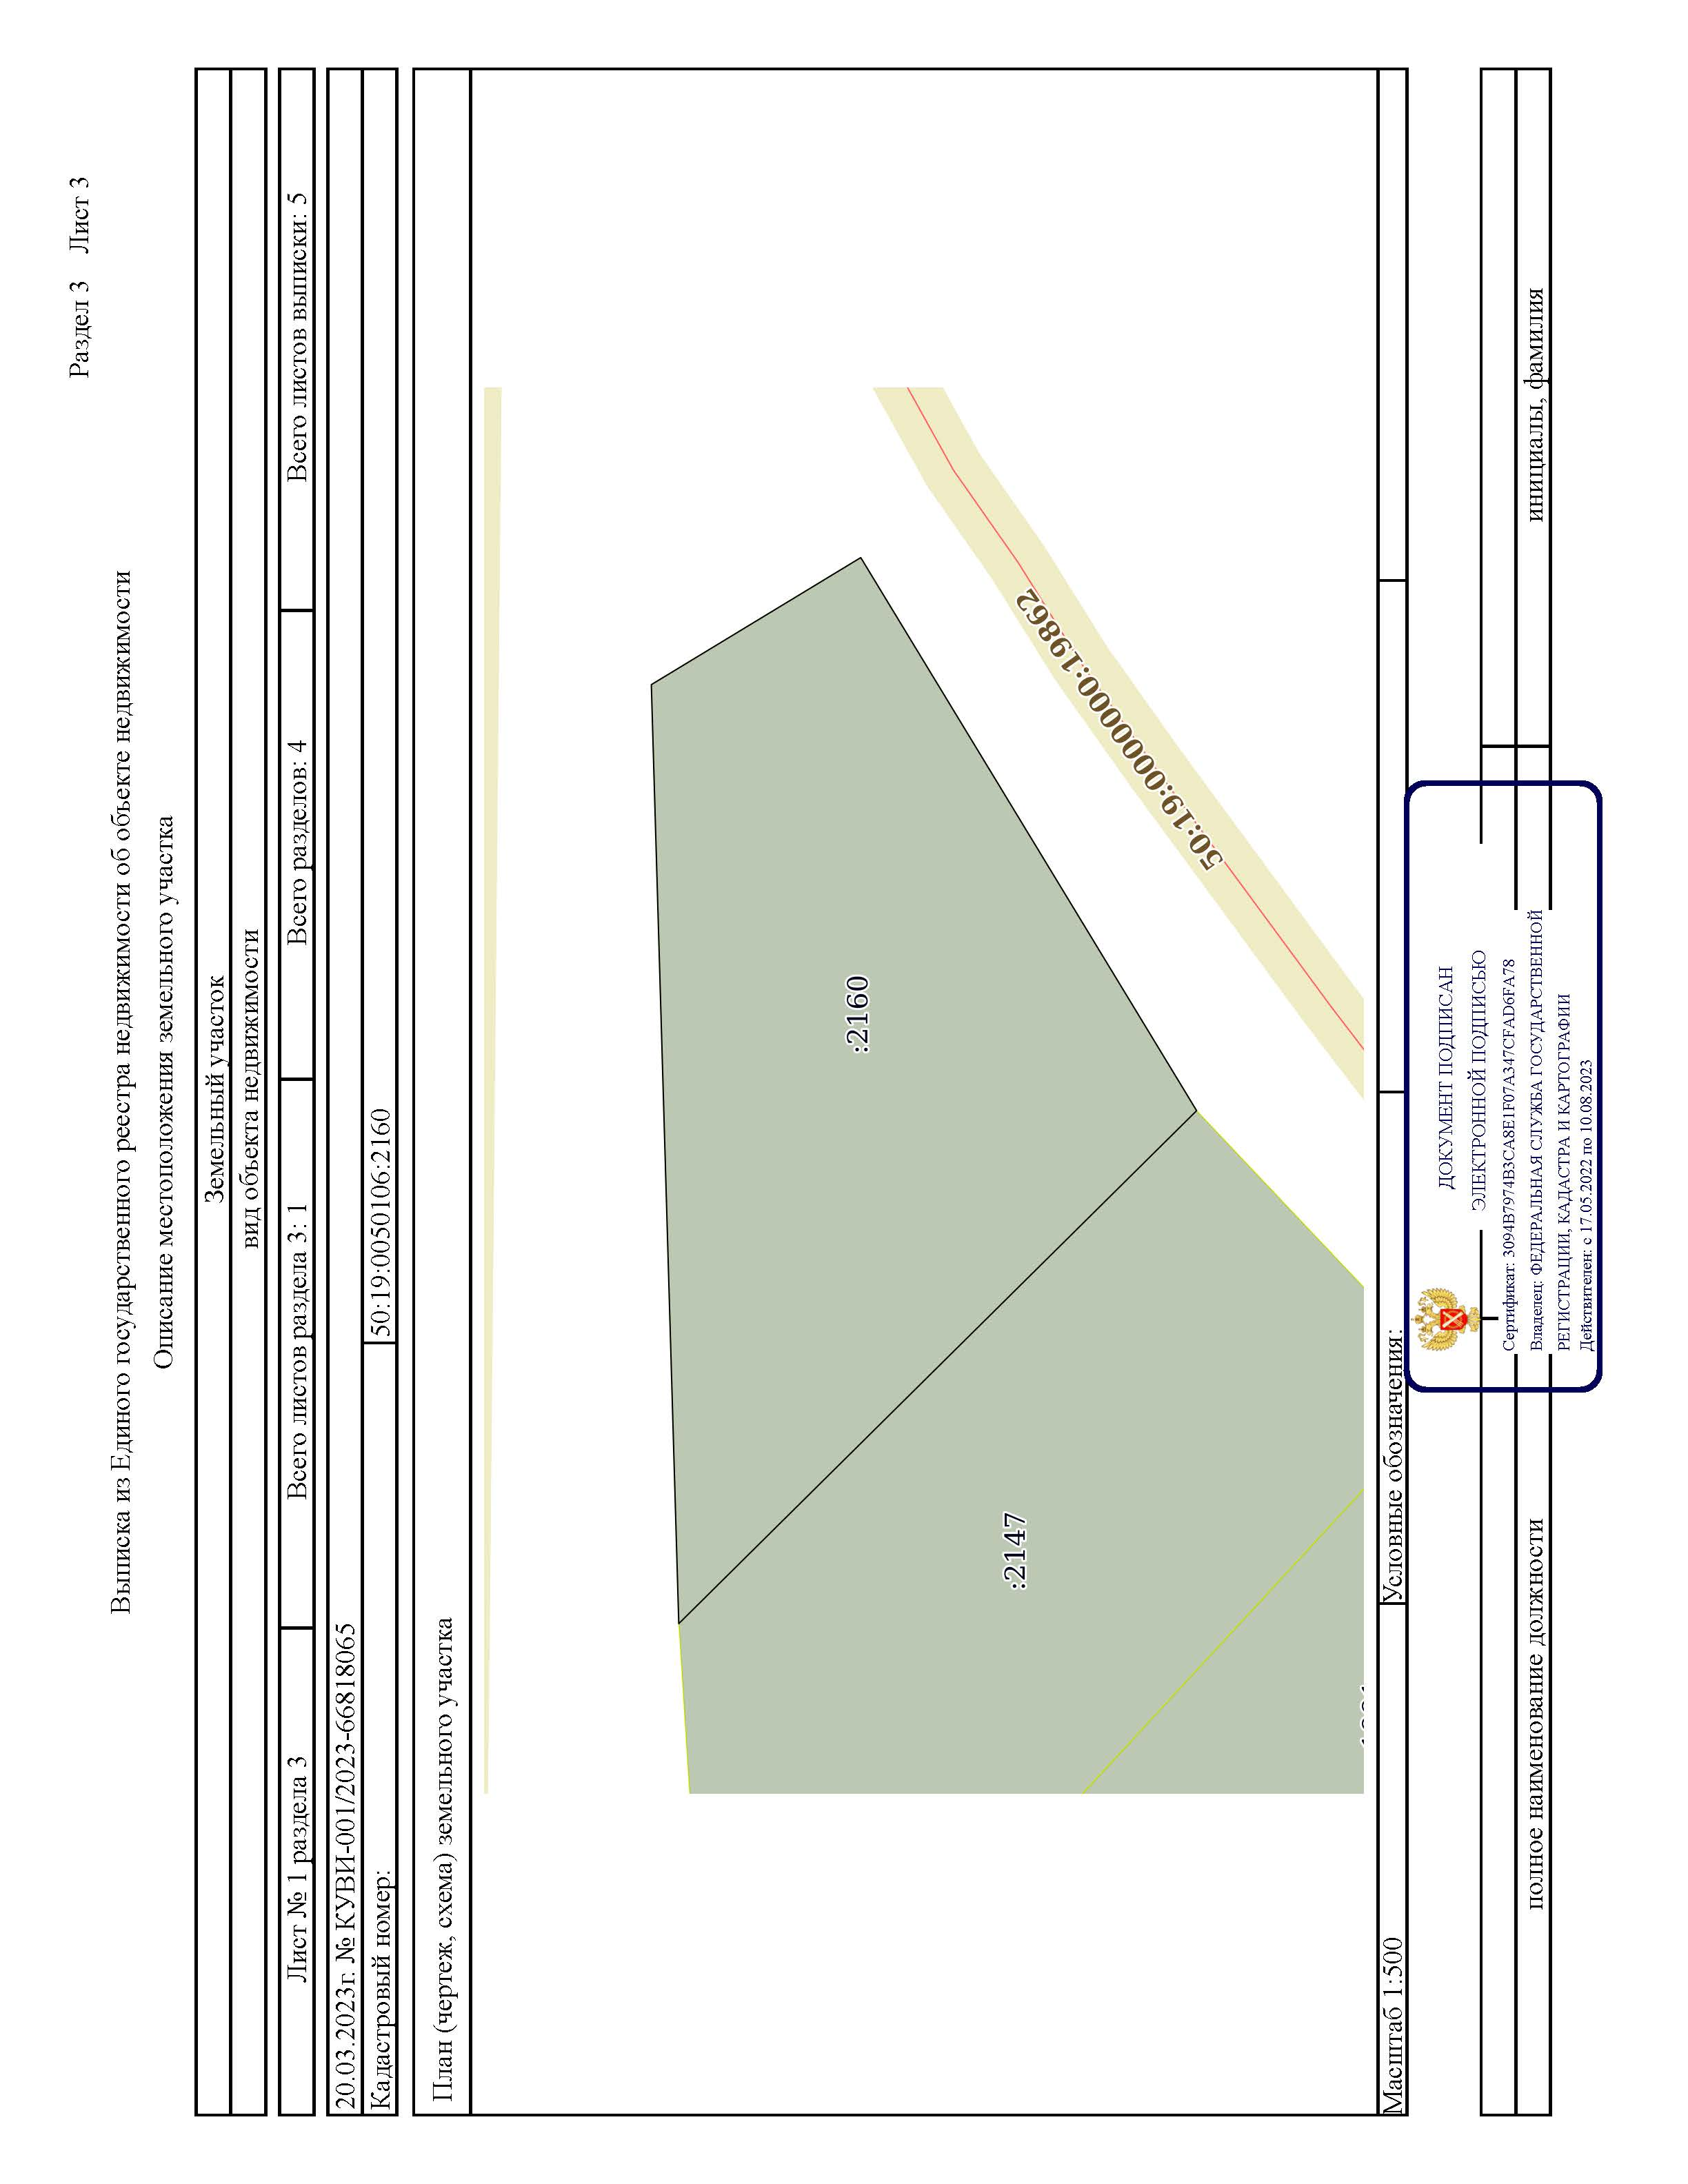 Раздел 3 Лист 3
Выписка из Единого государственного реестра недвижимости об объекте недвижимости
Описание местоположения земельного участка
Земельный участок
вид объекта недвижимости
Лист № 1 раздела 3 Всего листов раздела 3: 1 Всего разделов: 4 Всего листов выписки: 5
20.03.2023г. № КУВИ-001/2023-66818065
Кадастровый номер: 50:19:0050106:2160
План (чертеж, схема) земельного участка
:2160
:2147
50:19:0000000:19862
Масштаб 1:500 Условные обозначения:
ДОКУМЕНТ ПОДПИСАН
ЭЛЕКТРОННОЙ ПОДПИСЬЮ
Сертификат: 3094B7974B3CA8E1F07A347CFAD6FA78
Владелец: ФЕДЕРАЛЬНАЯ СЛУЖБА ГОСУДАРСТВЕННОЙ
РЕГИСТРАЦИИ, КАДАСТРА И КАРТОГРАФИИ
Действителен: с 17.05.2022 по 10.08.2023
полное наименование должности инициалы, фамилия